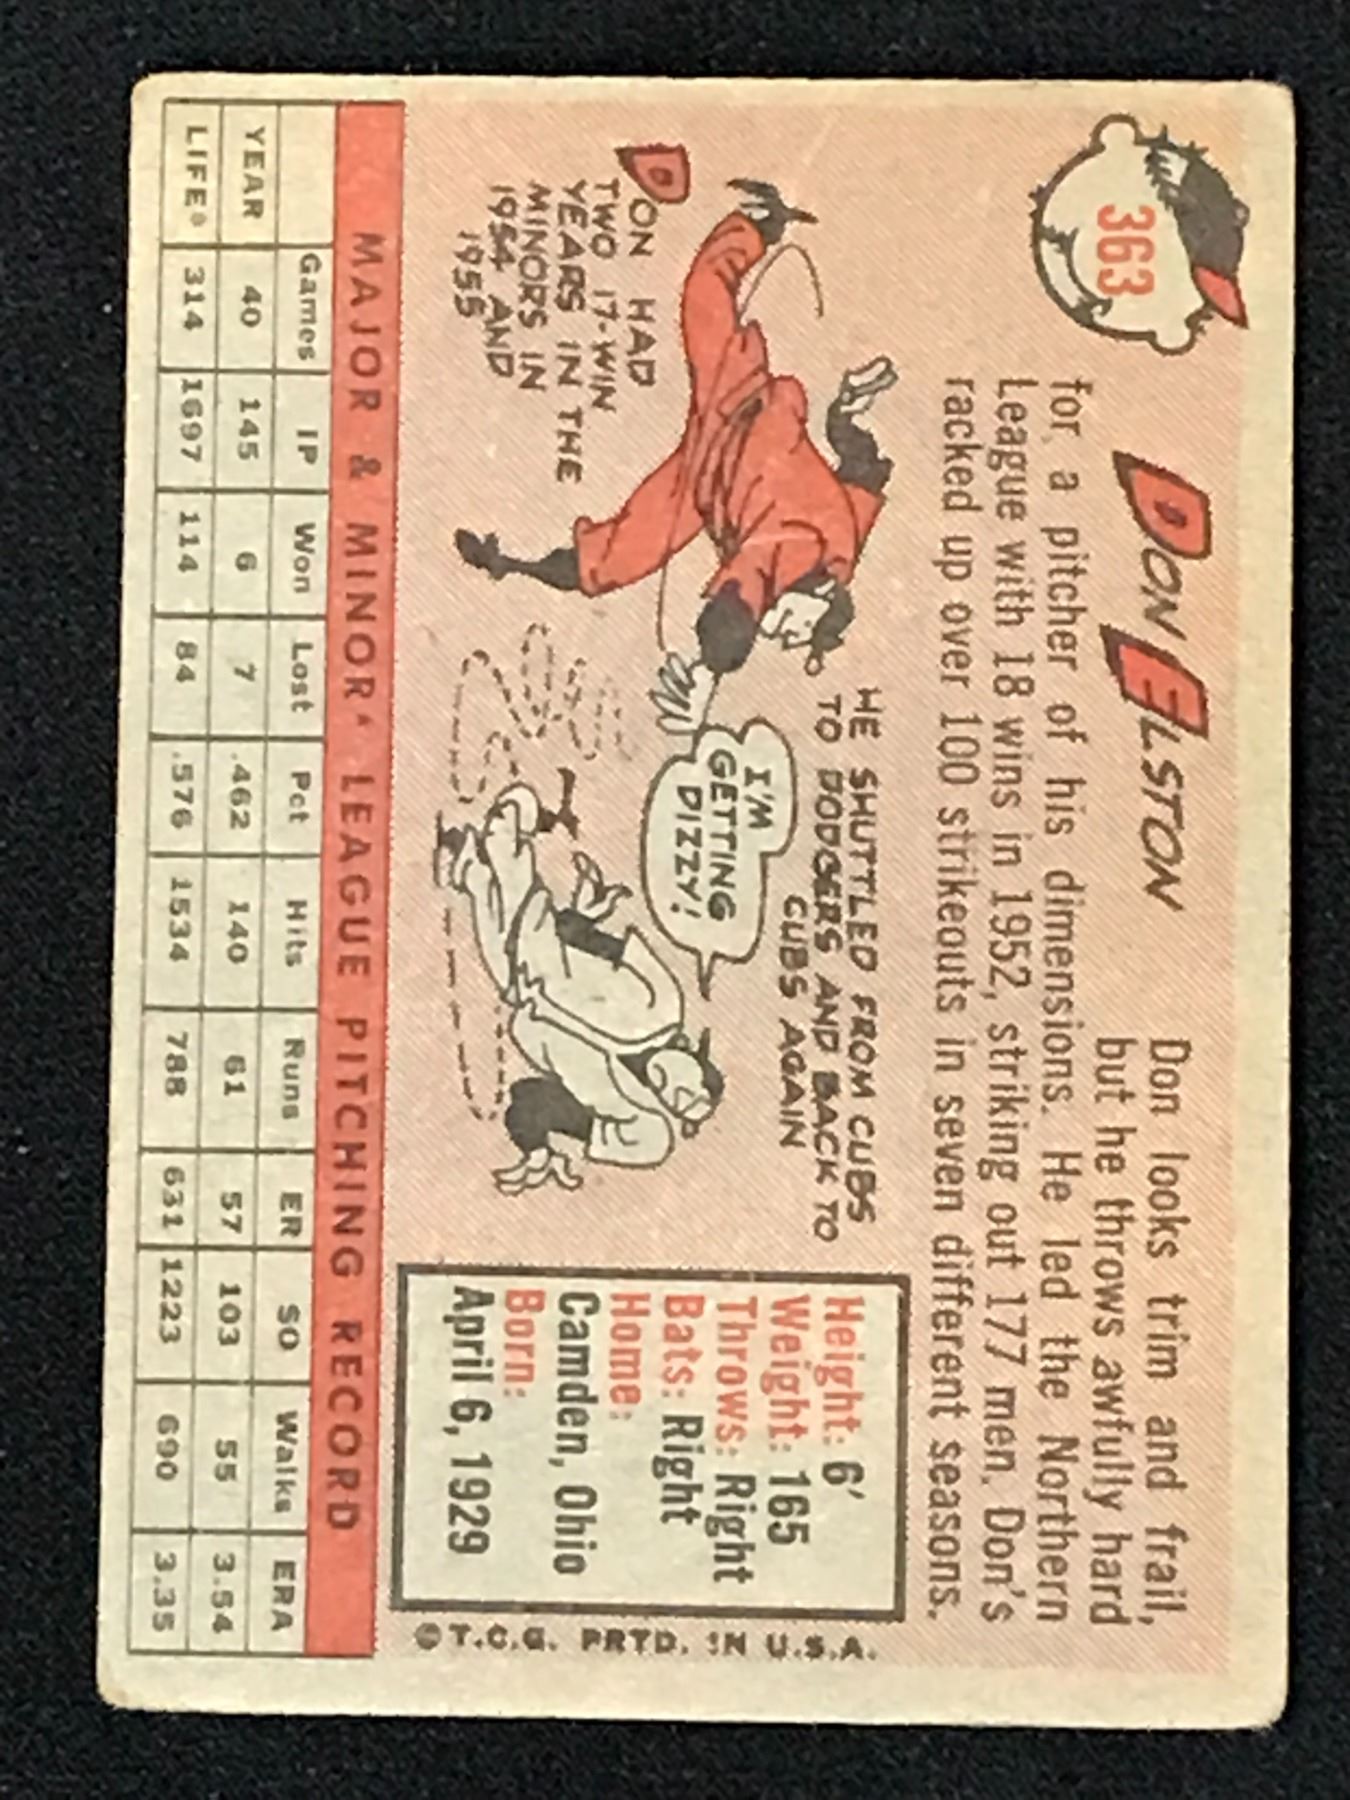 363
DON ELSTON
Don looks trim and frail,
but he throws awfully hard
for a pitcher of his dimensions. He led the Northern
League with 18 wins in 1952, striking out 177 men. Don's
racked up over 100 strikeouts in seven different seasons.
DON HAD
TWO 17-WIN
YEARS IN THE
MINORS IN
1954 AND
1955
HE SHUTTLED FROM CUBS
TO DODGERS AND BACK TO
CUBS AGAIN
I'M
GETTING
DIZZY!
Height: 6'
Weight: 165
Throws: Right
Bats: Right
Home:
Camden, Ohio
Born:
April 6, 1929
© T.C.G. PRTD. IN U.S.A.
MAJOR & MINOR* LEAGUE PITCHING RECORD
Games IP Won Lost Pct Hits Runs ER SO Walks ERA
YEAR 40 145 6 7 .462 140 61 57 103 55 3.54
LIFE* 314 1697 114 84 .576 1534 788 631 1223 690 3.35